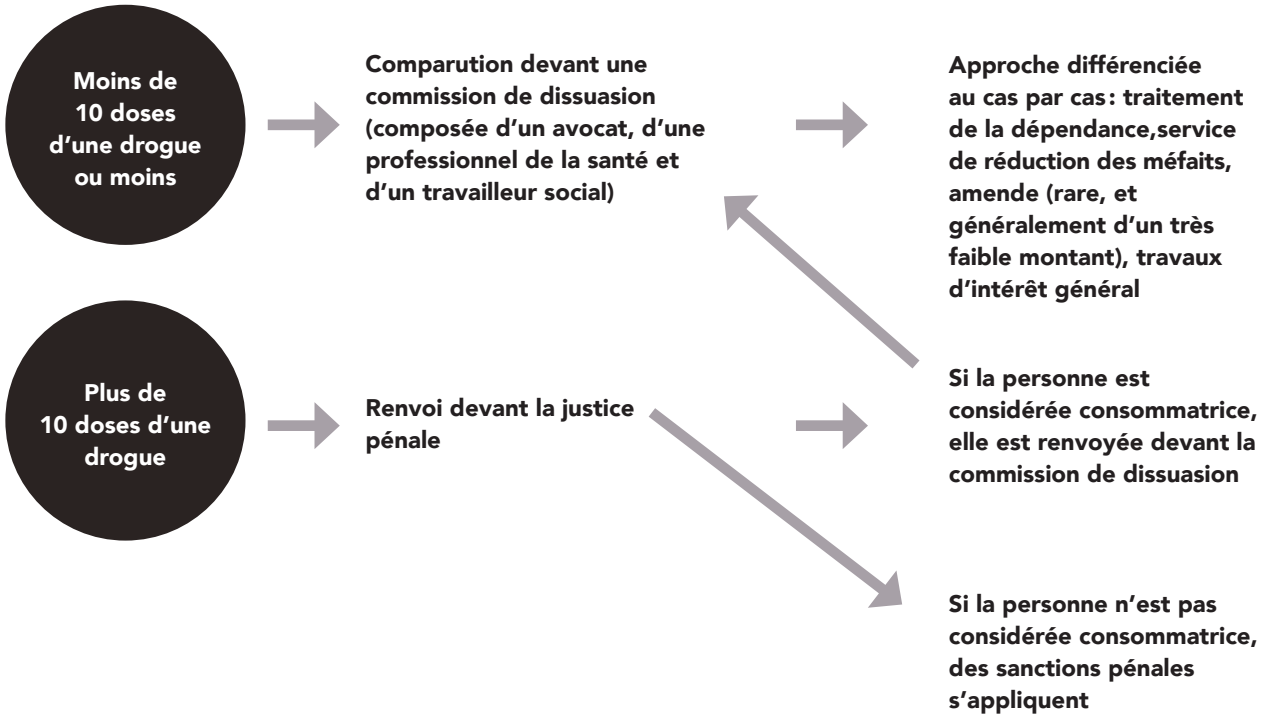 Moins de
10 doses
d'une drogue
ou moins
Comparution devant une
commission de dissuasion
(composée d'un avocat, d'une
professionnel de la santé et
d'un travailleur social)
Approche différenciée
au cas par cas: traitement
de la dépendance,service
de réduction des méfaits,
amende (rare, et
généralement d'un très
faible montant), travaux
d'intérêt général
Plus de
10 doses d'une
drogue
Renvoi devant la justice
pénale
Si la personne est
considérée consommatrice,
elle est renvoyée devant la
commission de dissuasion
Si la personne n'est pas
considérée consommatrice,
des sanctions pénales
s'appliquent